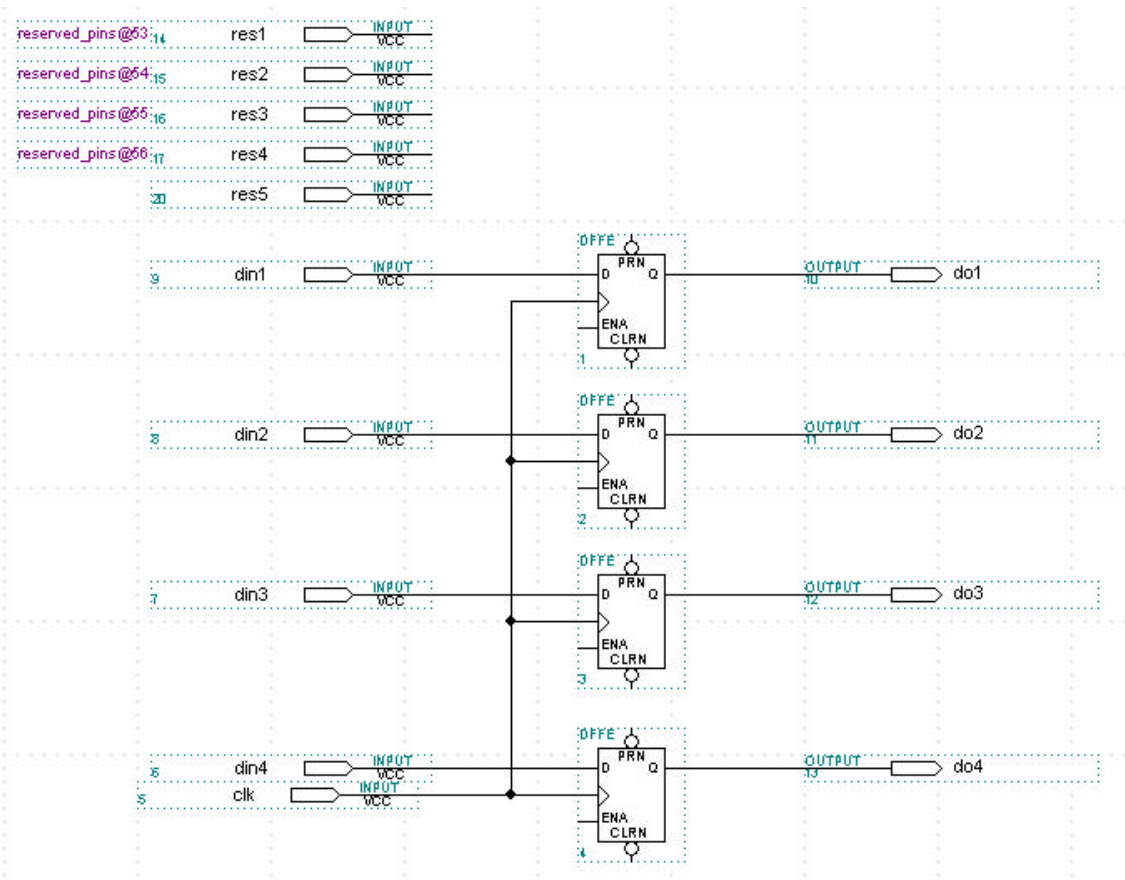 reserved_pins@53 14 res1 INPUT VCC
reserved_pins@54 15 res2 INPUT VCC
reserved_pins@55 16 res3 INPUT VCC
reserved_pins@56 17 res4 INPUT VCC
20 res5 INPUT VCC
DFFE
9 din1 INPUT VCC PRN D Q OUTPUT 10 do1
ENA
CLRN
1
DFFE
8 din2 INPUT VCC PRN D Q OUTPUT 11 do2
ENA
CLRN
2
DFFE
7 din3 INPUT VCC PRN D Q OUTPUT 12 do3
ENA
CLRN
3
DFFE
6 din4 INPUT VCC PRN D Q OUTPUT 13 do4
5 clk INPUT VCC
ENA
CLRN
4